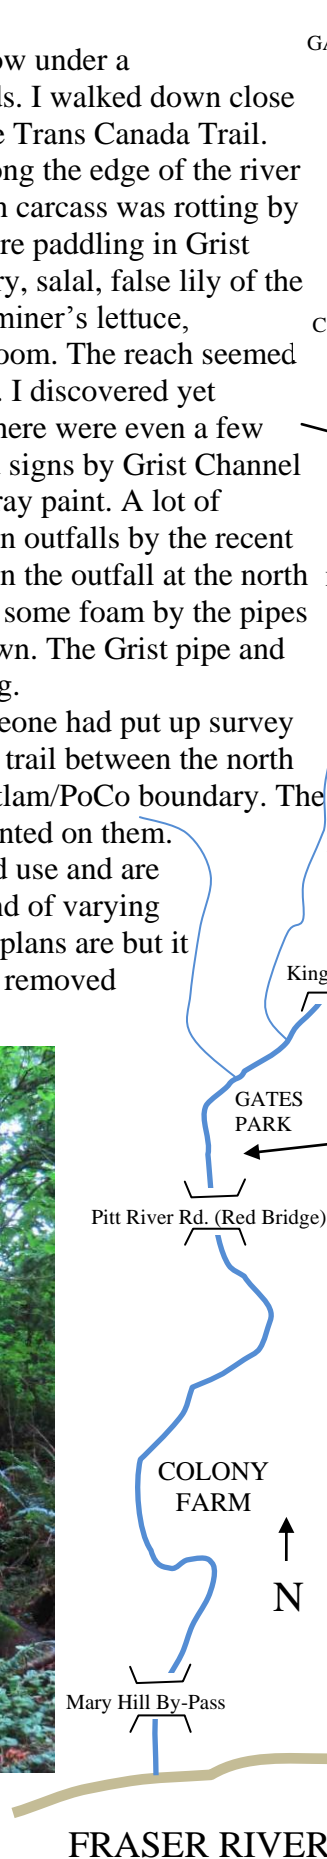 GA
ow under a
ds. I walked down close
e Trans Canada Trail.
ong the edge of the river
n carcass was rotting by
re paddling in Grist
ry, salal, false lily of the
miner’s lettuce,
C
oom. The reach seemed
. I discovered yet
here were even a few
signs by Grist Channel
ray paint. A lot of
n outfalls by the recent
n the outfall at the north
some foam by the pipes
wn. The Grist pipe and
g.
eone had put up survey
trail between the north
tlam/PoCo boundary. The
nted on them.
d use and are
nd of varying
plans are but it
removed
King
GATES
PARK
Pitt River Rd. (Red Bridge)
COLONY
FARM
N
Mary Hill By-Pass
FRASER RIVER